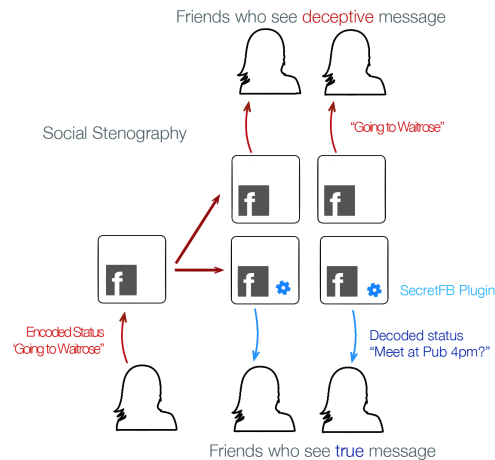 Friends who see deceptive message
"Going to Waitrose"
Social Stenography
f
f
f
f
f
SecretFB Plugin
Encoded Status
'Going to Waitrose"
Decoded status
"Meet at Pub 4pm?"
Friends who see true message